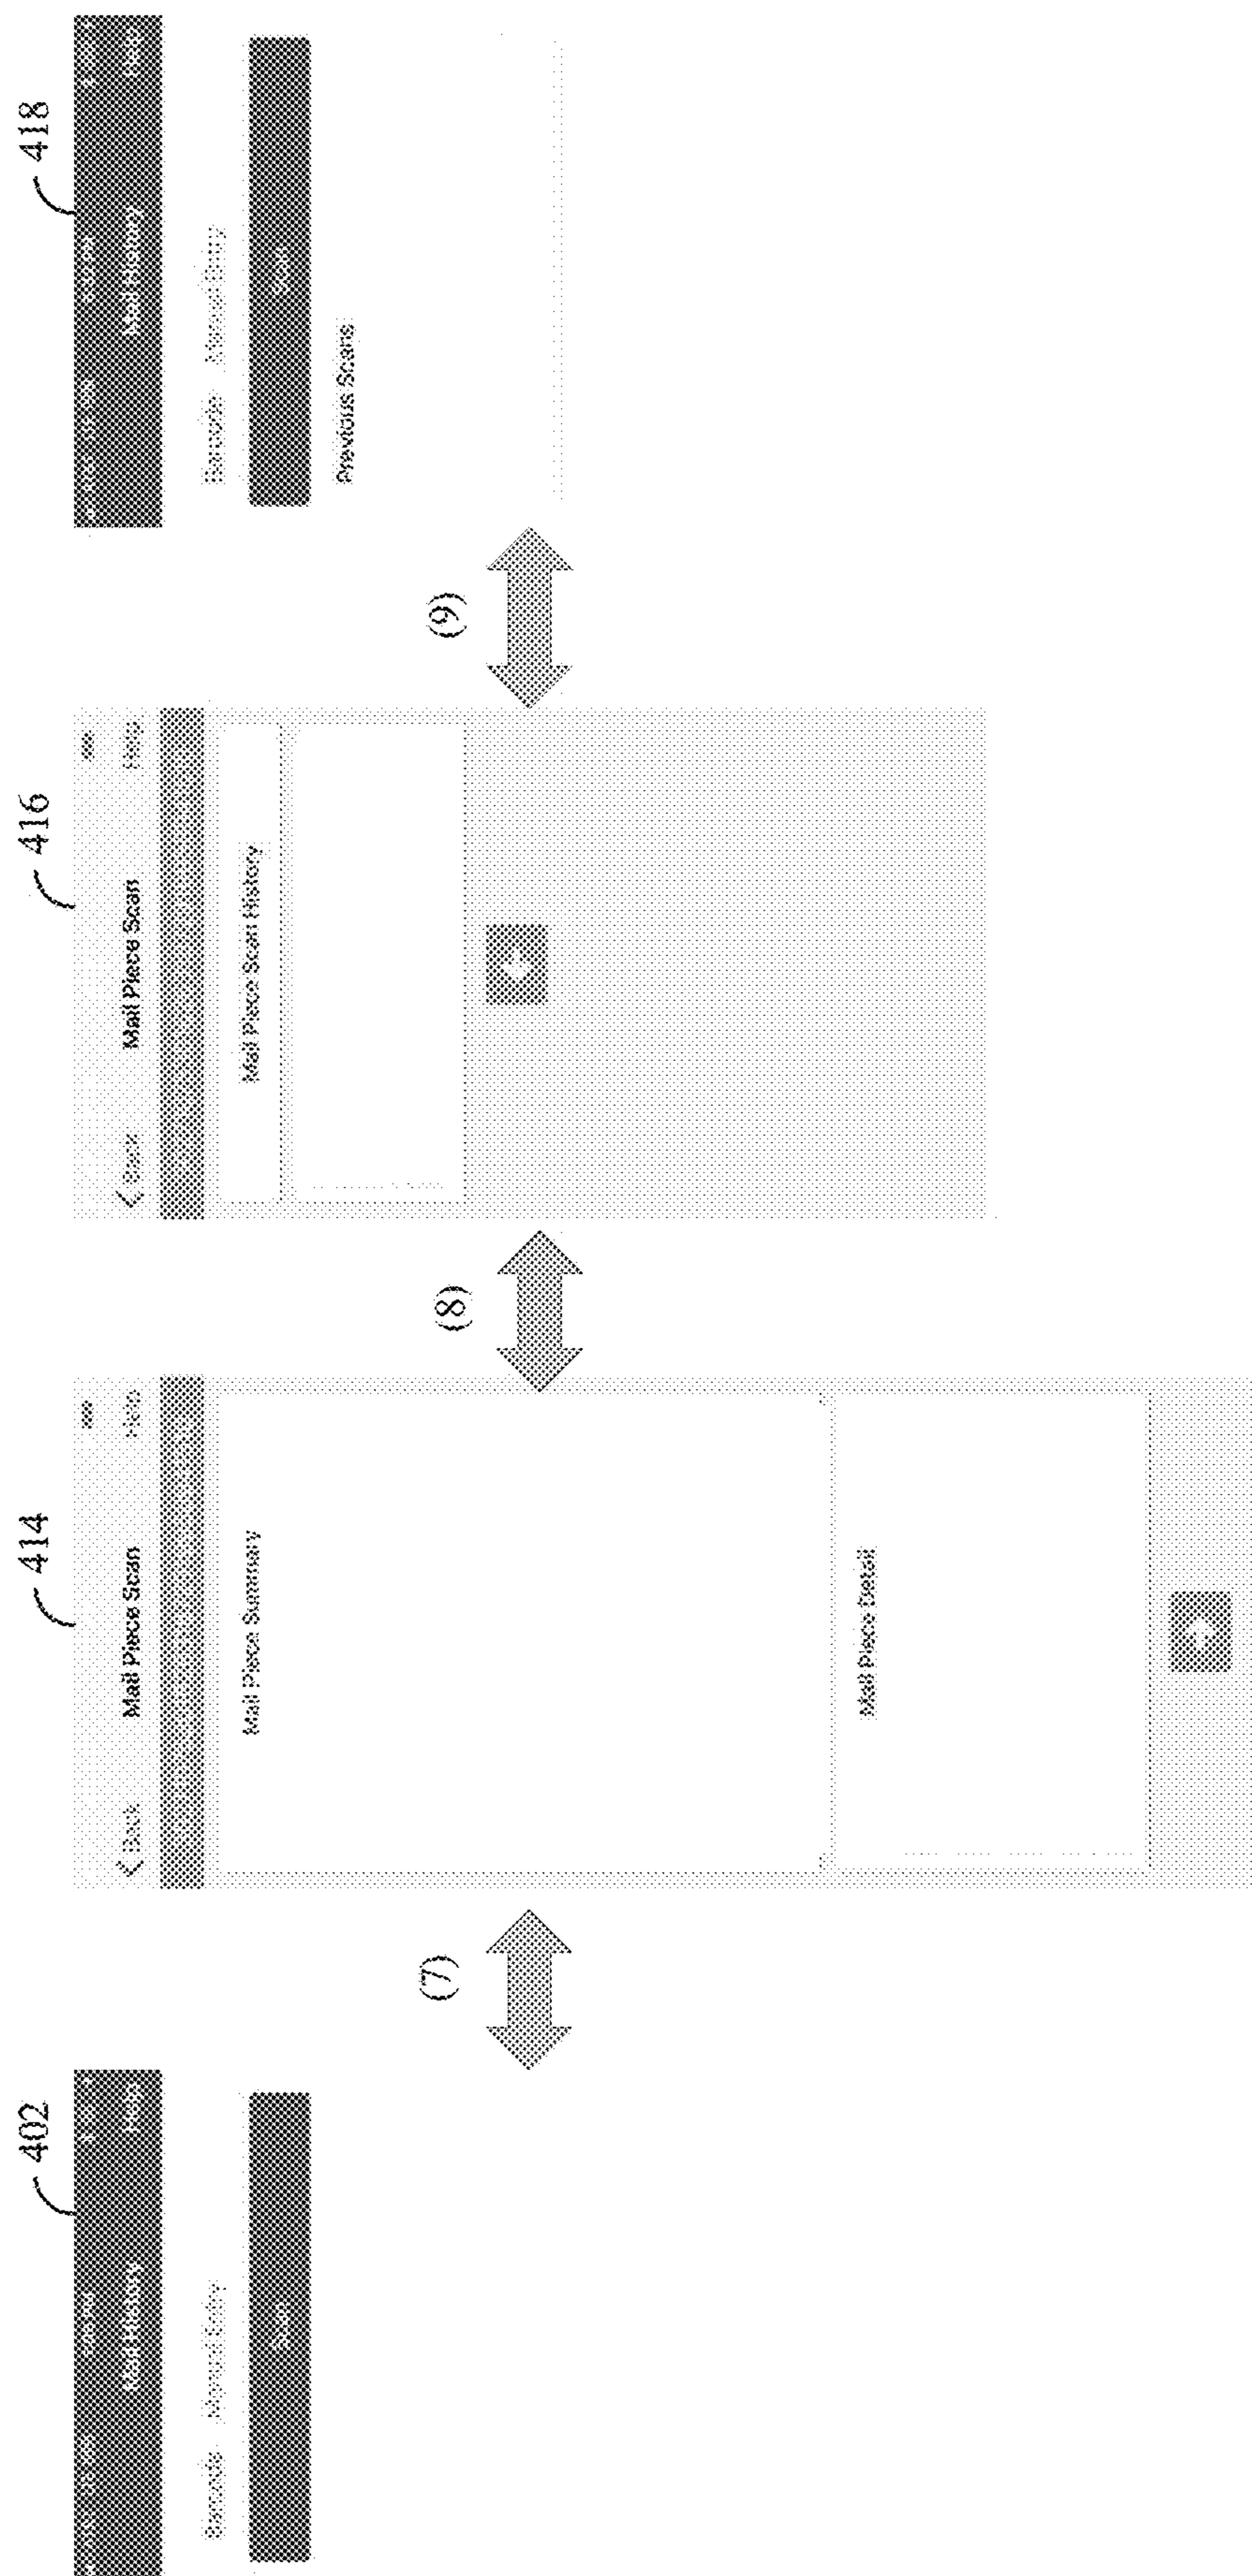 402
Mail History
Help
Barcode Manual Entry
Scan
(7)
414
Back
Mail Piece Scan
Help
Mail Piece Summary
Mail Piece Detail
(8)
416
Back
Mail Piece Scan
Help
Mail Piece Scan History
(9)
418
Mail History
Help
Barcode Manual Entry
Scan
Previous Scans